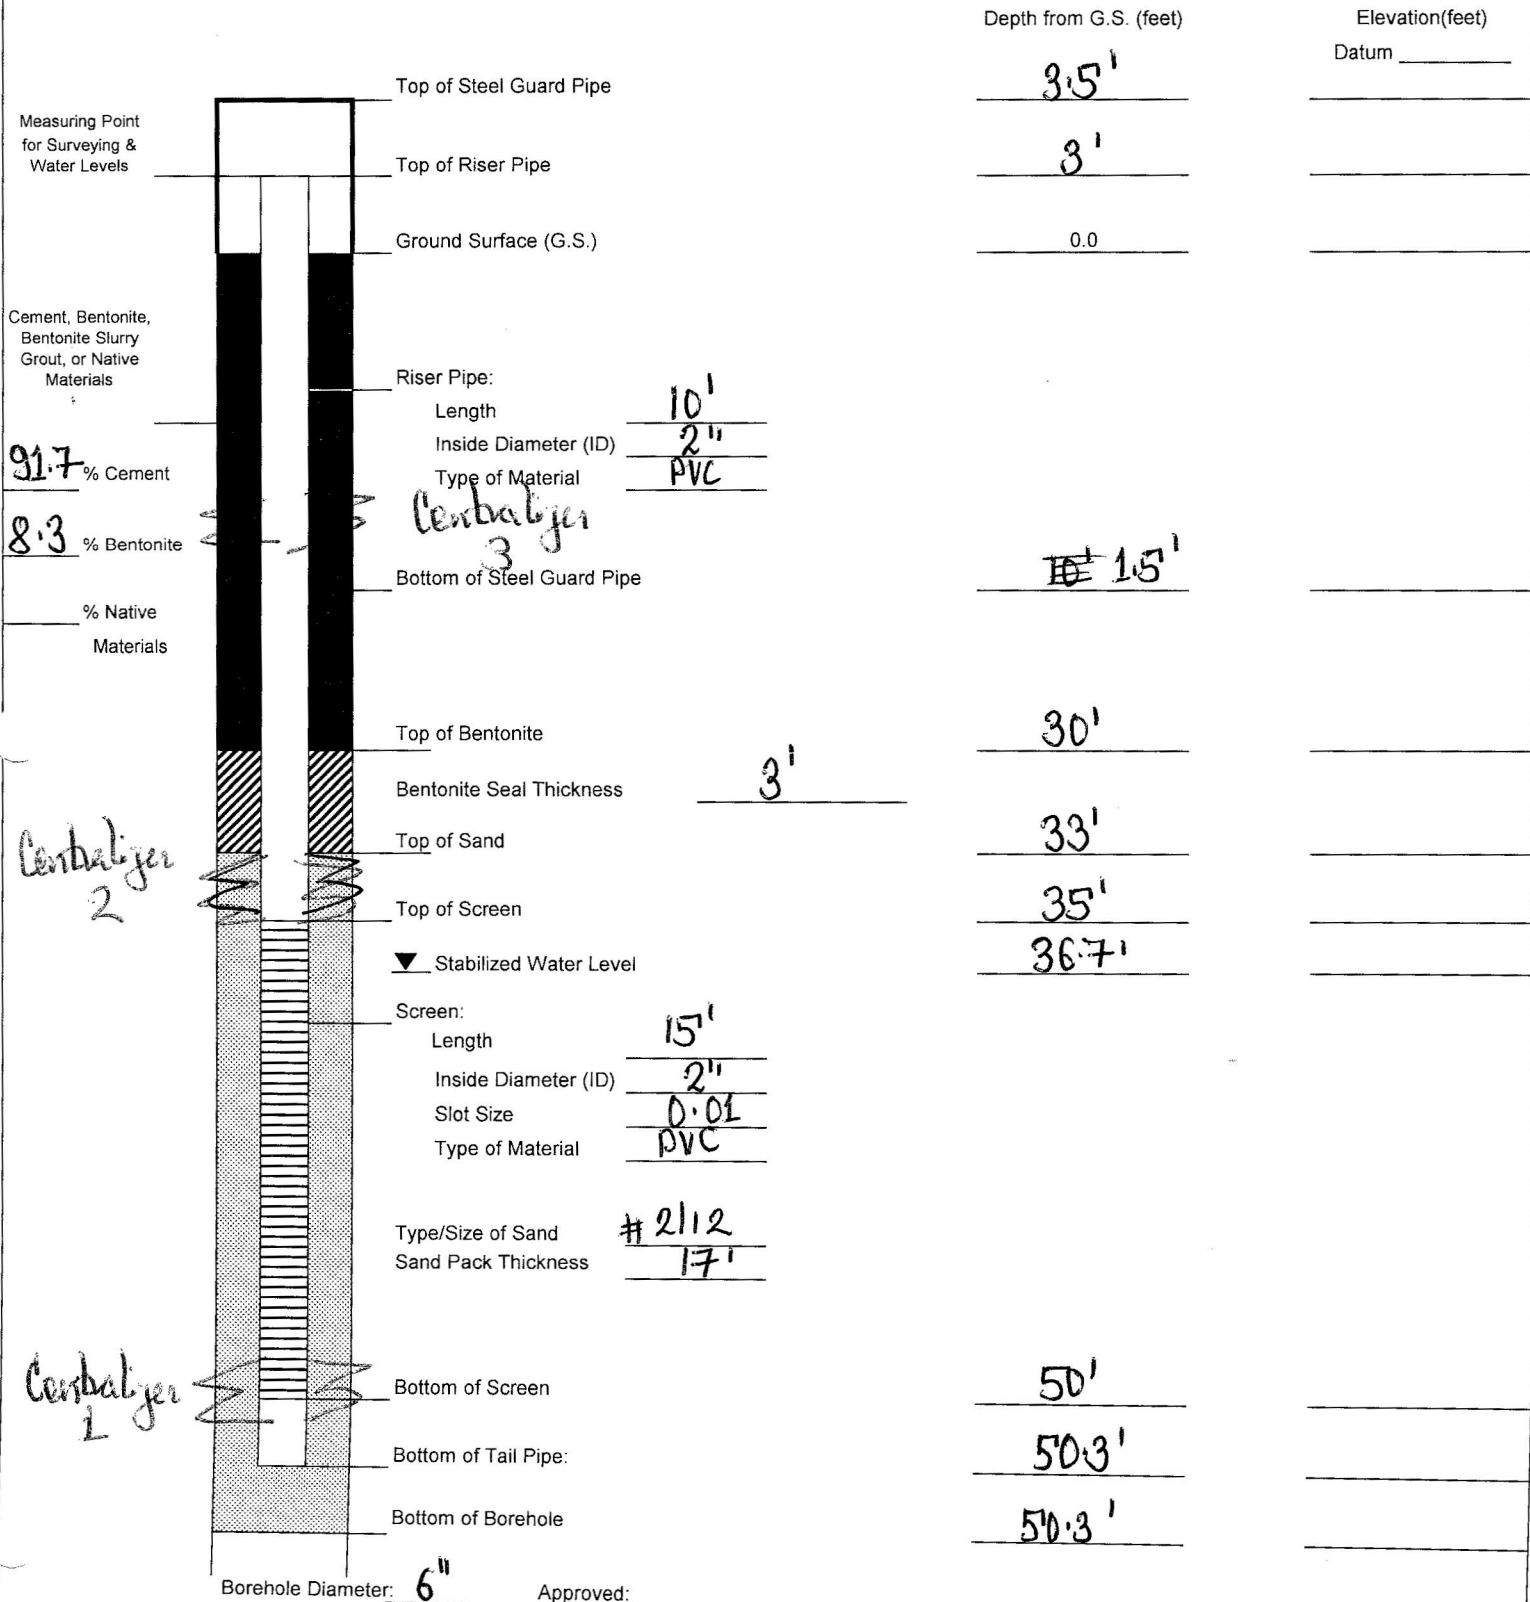 Depth from G.S. (feet) Elevation(feet)
Datum
Top of Steel Guard Pipe 3.5'
Measuring Point
for Surveying &
Water Levels
Top of Riser Pipe 3'
Ground Surface (G.S.) 0.0
Cement, Bentonite,
Bentonite Slurry
Grout, or Native
Materials
Riser Pipe:
Length 10'
Inside Diameter (ID) 2"
Type of Material PVC
91.7 % Cement
Centralizer
3
8.3 % Bentonite
Bottom of Steel Guard Pipe 10' 1.5'
% Native
Materials
Top of Bentonite 30'
Bentonite Seal Thickness 3'
Top of Sand 33'
Centralizer
2
Top of Screen 35'
Stabilized Water Level 36.7'
Screen:
Length 15'
Inside Diameter (ID) 2"
Slot Size 0.01
Type of Material PVC
Type/Size of Sand # 2/12
Sand Pack Thickness 17'
Centralizer
1
Bottom of Screen 50'
Bottom of Tail Pipe: 50.3'
Bottom of Borehole 50.3'
Borehole Diameter: 6" Approved: